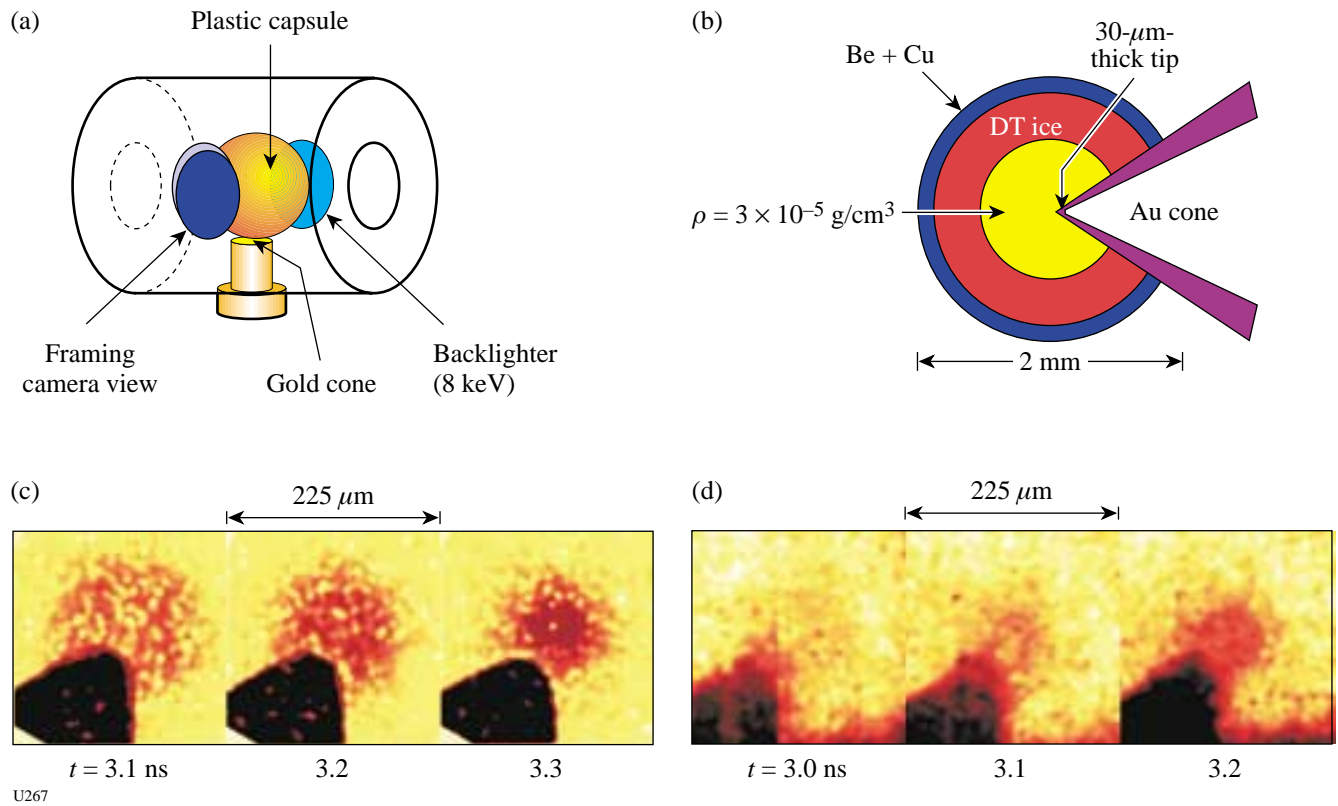 (a)
Plastic capsule
Framing
camera view
Gold cone
Backlighter
(8 keV)
(b)
Be + Cu
30-μm-
thick tip
DT ice
ρ = 3 × 10–5 g/cm3
Au cone
2 mm
(c)
225 μm
t = 3.1 ns
3.2
3.3
(d)
225 μm
t = 3.0 ns
3.1
3.2
U267